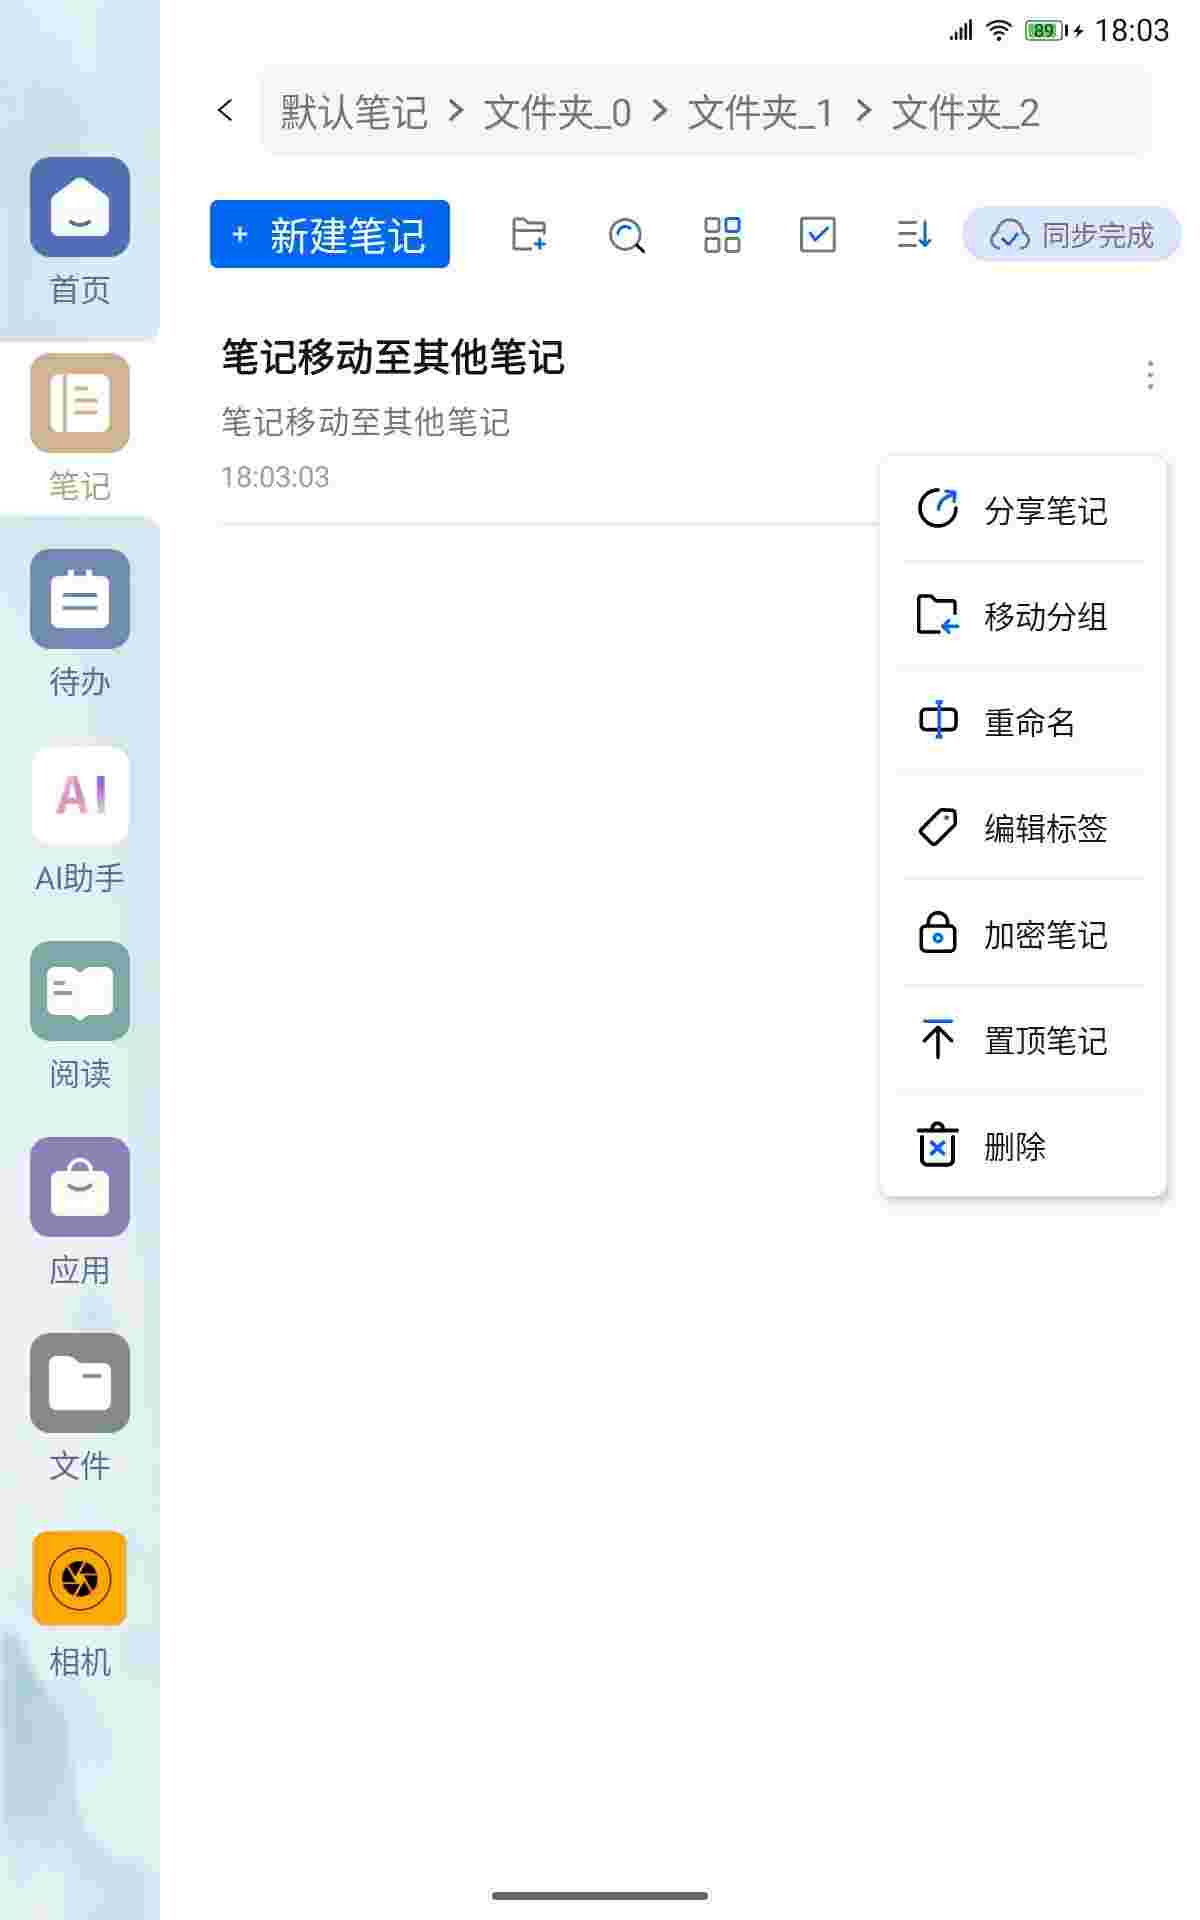 89 18:03
默认笔记 > 文件夹_0 > 文件夹_1 > 文件夹_2
+ 新建笔记
同步完成
首页
笔记
待办
AI
AI助手
阅读
应用
文件
相机
笔记移动至其他笔记
笔记移动至其他笔记
18:03:03
分享笔记
移动分组
重命名
编辑标签
加密笔记
置顶笔记
删除